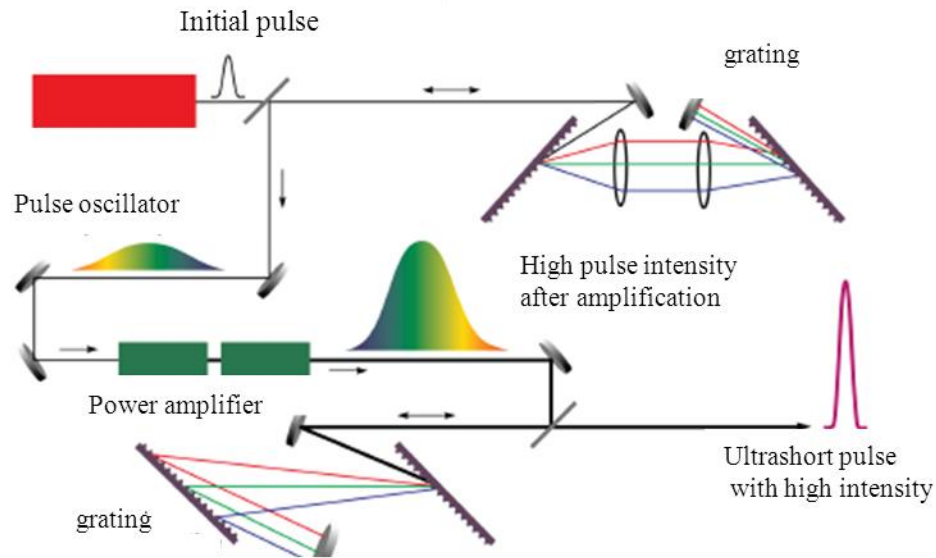 Initial pulse
grating
Pulse oscillator
High pulse intensity
after amplification
Power amplifier
Ultrashort pulse
with high intensity
grating